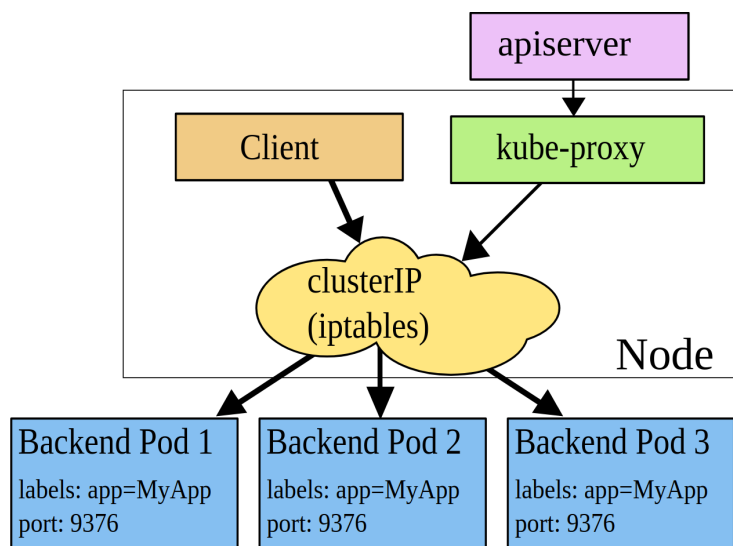 apiserver
Client
kube-proxy
clusterIP
(iptables)
Node
Backend Pod 1
labels: app=MyApp
port: 9376
Backend Pod 2
labels: app=MyApp
port: 9376
Backend Pod 3
labels: app=MyApp
port: 9376